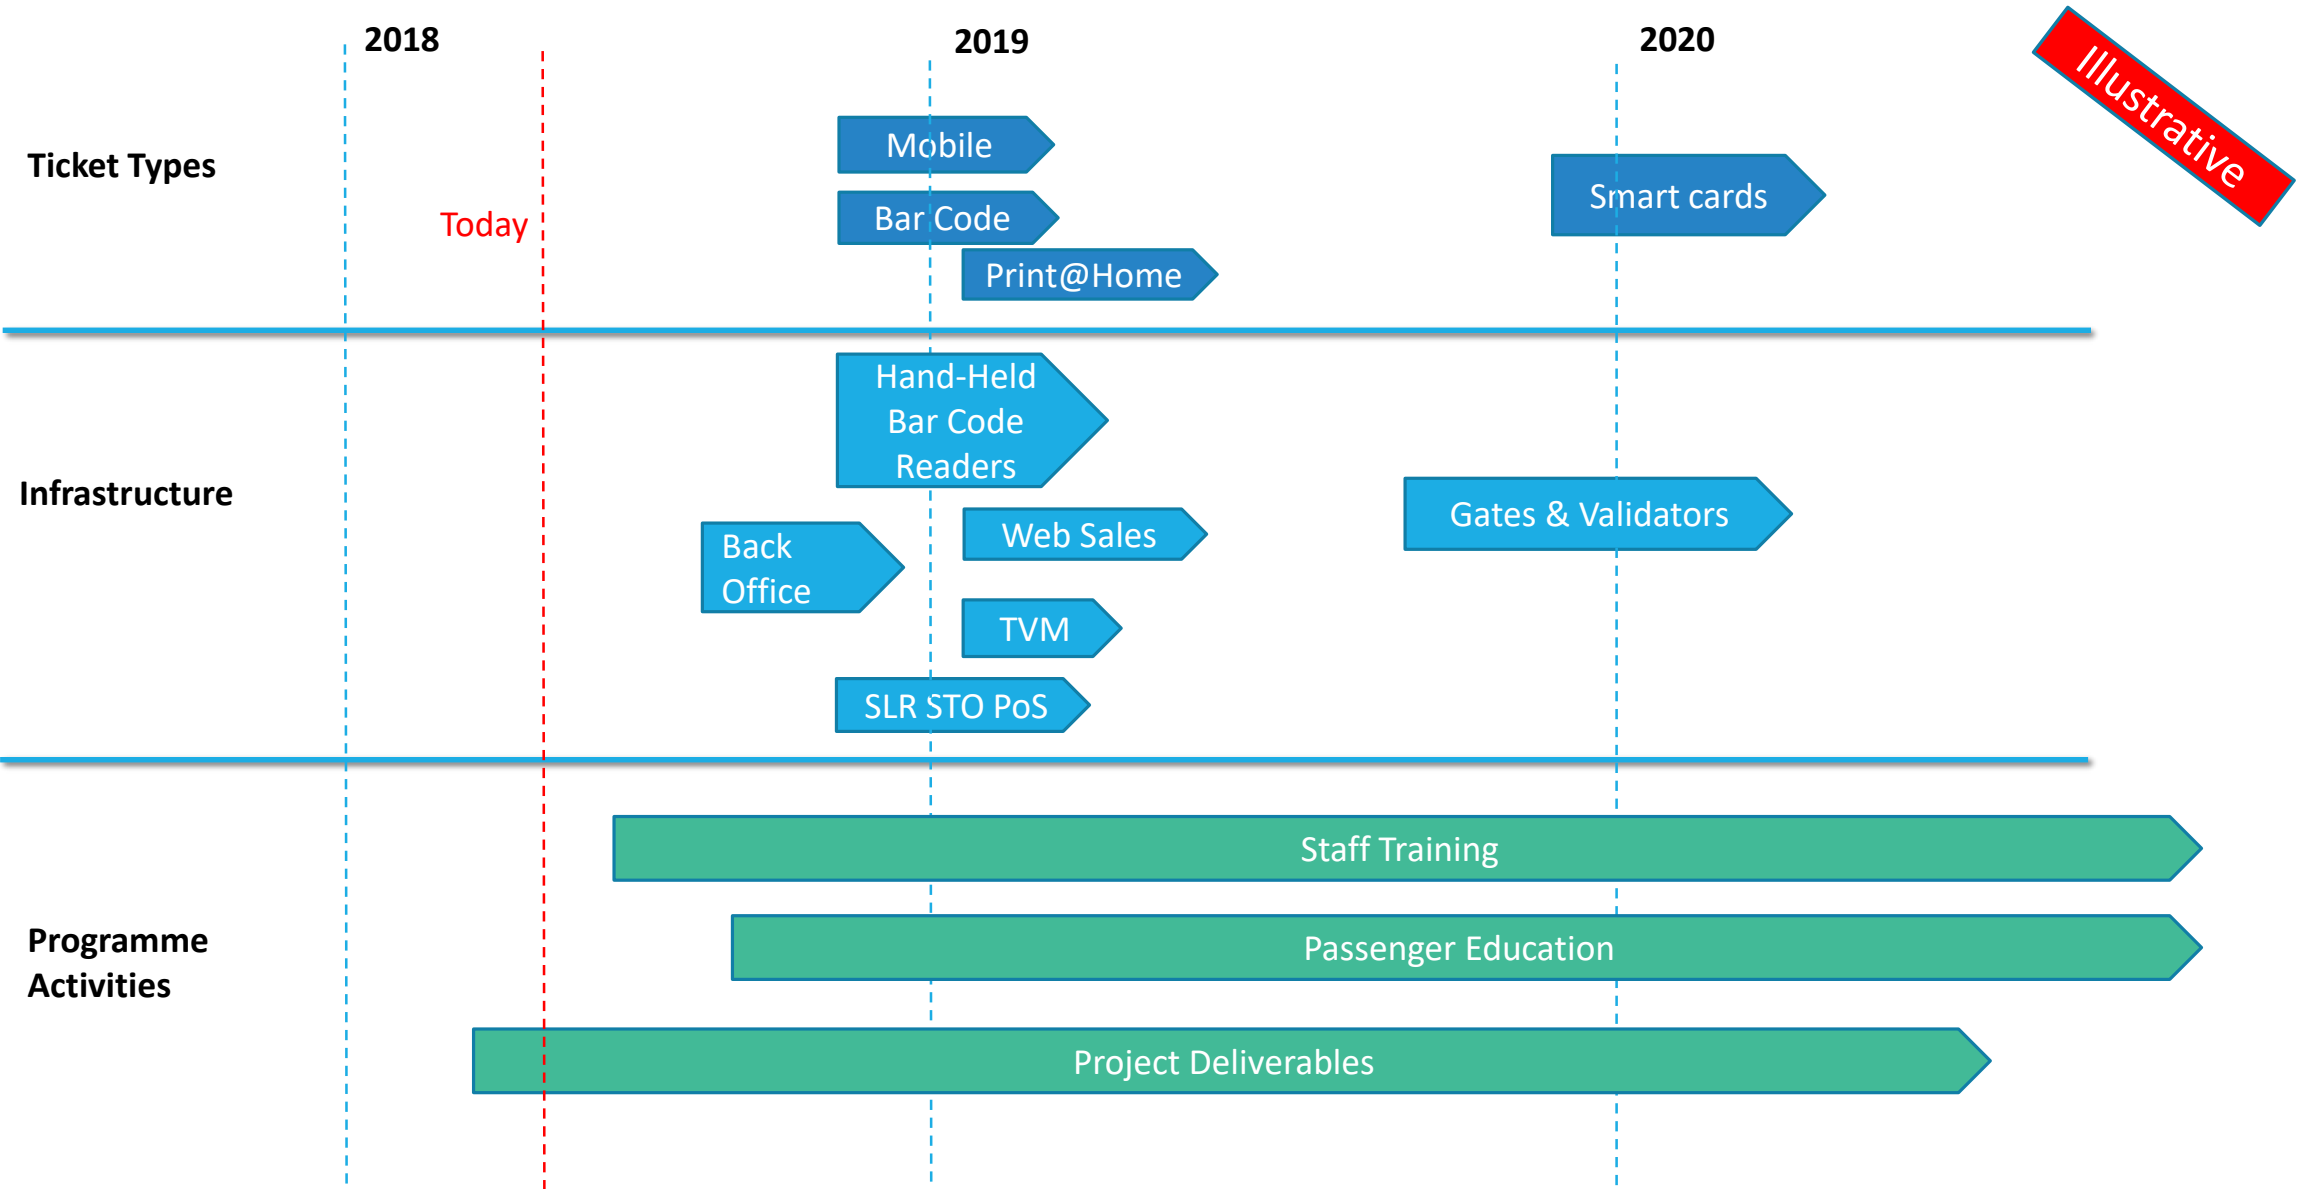 2018
2019
2020
Illustrative
Ticket Types
Today
Mobile
Bar Code
Print@Home
Smart cards
Infrastructure
Hand-Held
Bar Code
Readers
Back
Office
Web Sales
TVM
SLR STO PoS
Gates & Validators
Programme
Activities
Staff Training
Passenger Education
Project Deliverables